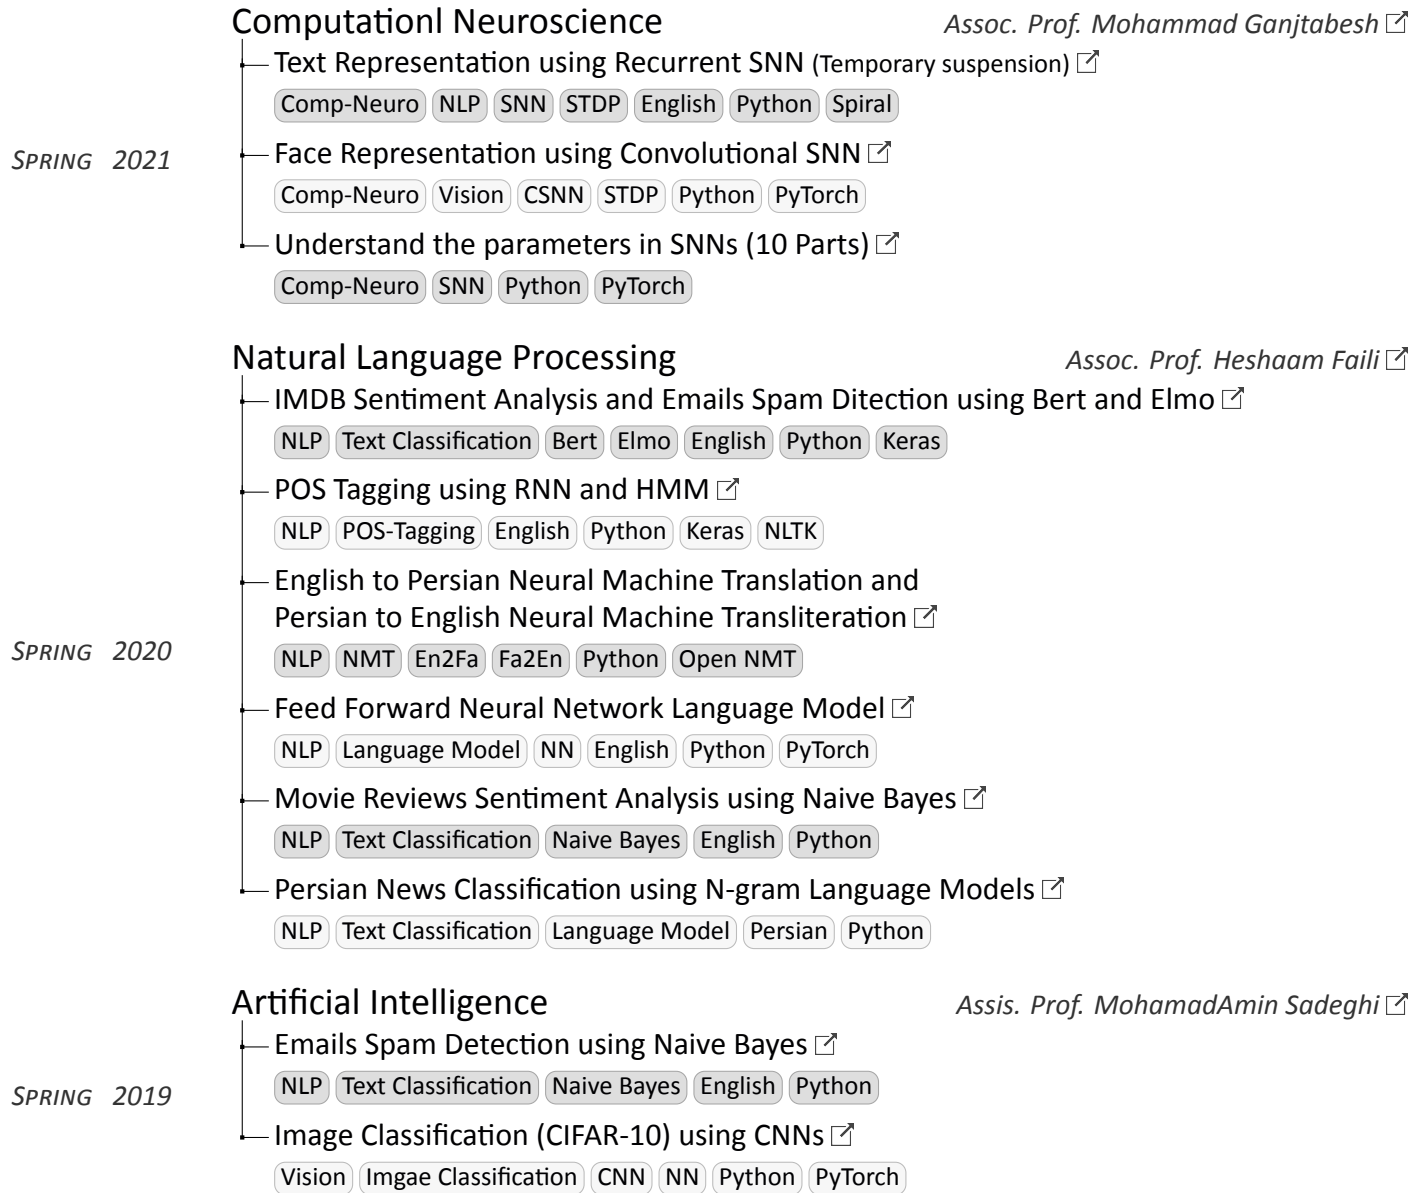 Computationl Neuroscience Assoc. Prof. Mohammad Ganjtabesh
Text Representation using Recurrent SNN (Temporary suspension)
Comp-Neuro NLP SNN STDP English Python Spiral
SPRING 2021
Face Representation using Convolutional SNN
Comp-Neuro Vision CSNN STDP Python PyTorch
Understand the parameters in SNNs (10 Parts)
Comp-Neuro SNN Python PyTorch
Natural Language Processing Assoc. Prof. Heshaam Faili
IMDB Sentiment Analysis and Emails Spam Ditection using Bert and Elmo
NLP Text Classification Bert Elmo English Python Keras
POS Tagging using RNN and HMM
NLP POS-Tagging English Python Keras NLTK
English to Persian Neural Machine Translation and
Persian to English Neural Machine Transliteration
SPRING 2020
NLP NMT En2Fa Fa2En Python Open NMT
Feed Forward Neural Network Language Model
NLP Language Model NN English Python PyTorch
Movie Reviews Sentiment Analysis using Naive Bayes
NLP Text Classification Naive Bayes English Python
Persian News Classification using N-gram Language Models
NLP Text Classification Language Model Persian Python
Artificial Intelligence Assis. Prof. MohamadAmin Sadeghi
Emails Spam Detection using Naive Bayes
NLP Text Classification Naive Bayes English Python
SPRING 2019
Image Classification (CIFAR-10) using CNNs
Vision Imgae Classification CNN NN Python PyTorch